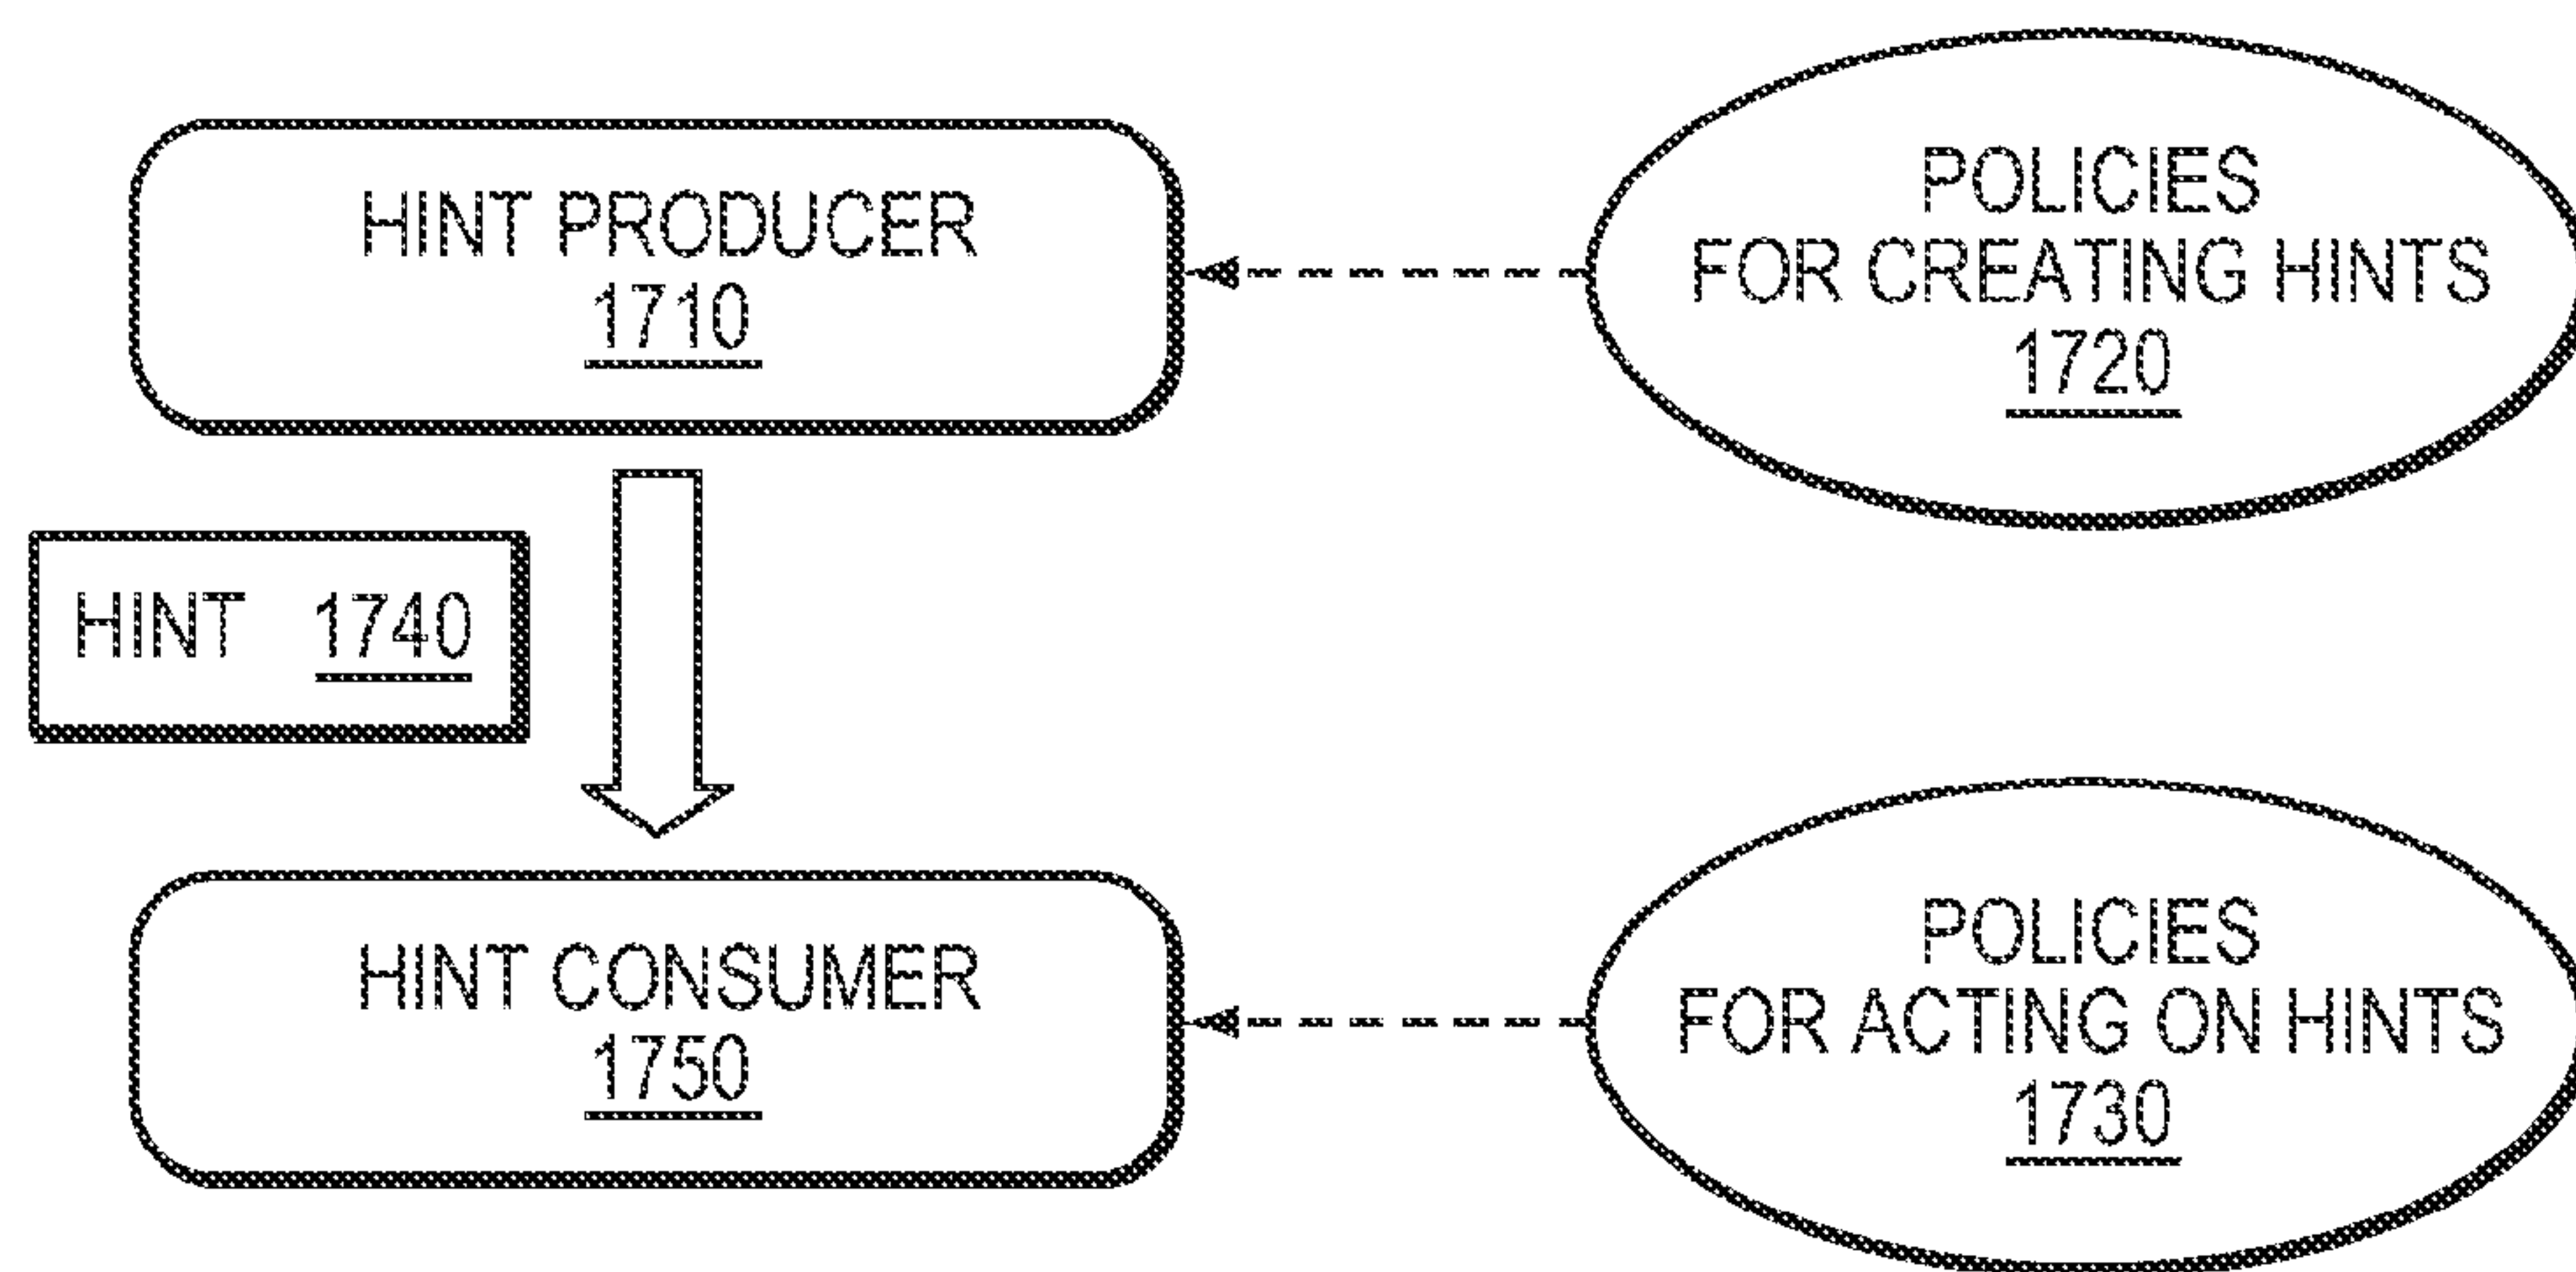 HINT PRODUCER
1710
POLICIES
FOR CREATING HINTS
1720
HINT 1740
HINT CONSUMER
1750
POLICIES
FOR ACTING ON HINTS
1730